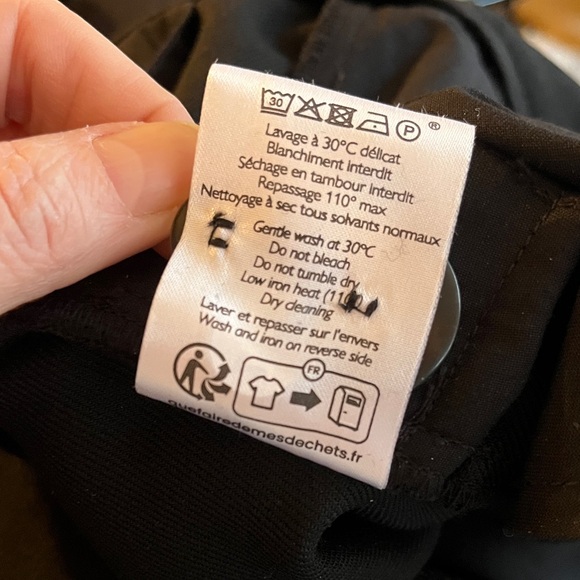 30 P ®
Lavage à 30°C délicat
Blanchiment interdit
Séchage en tambour interdit
Repassage 110° max
Nettoyage à sec tous solvants normaux
Gentle wash at 30°C
Do not bleach
Do not tumble dry
Low iron heat (11
Dry cleaning
Laver et repasser sur l'envers
Wash and iron on reverse side
FR
quefairedemesdechets.fr